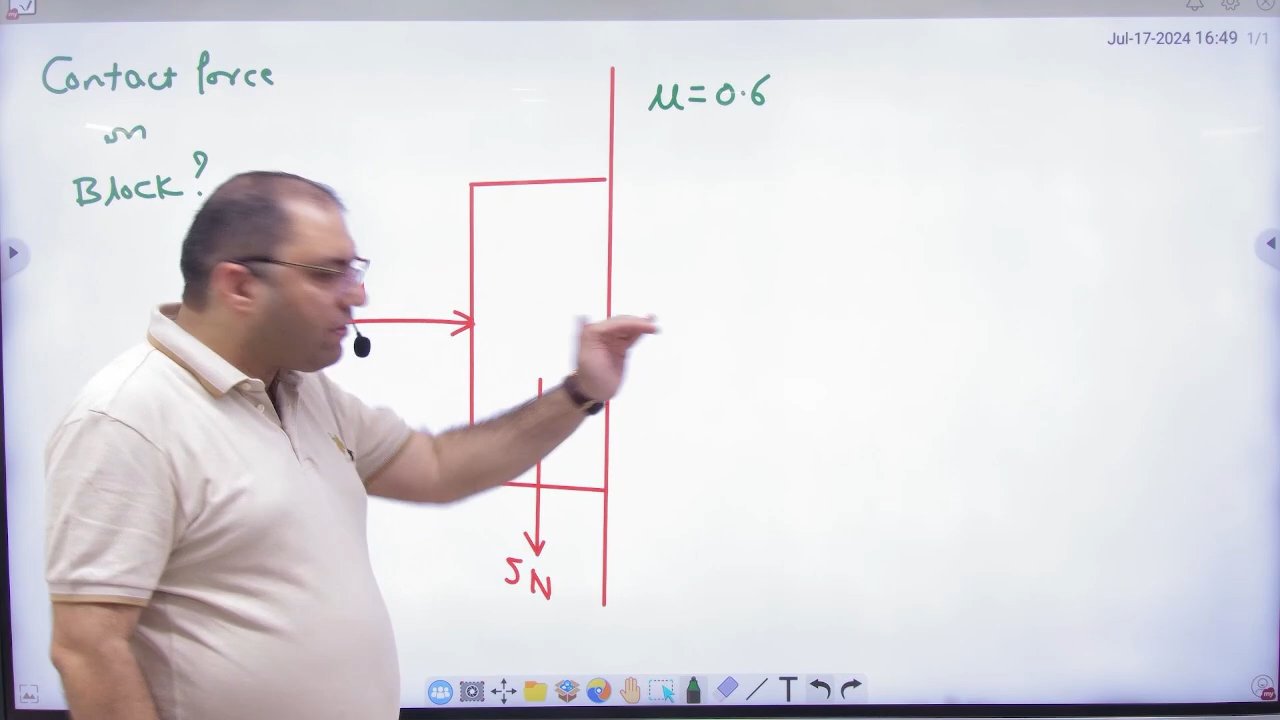 Jul-17-2024 16:49 1/1
Contact force
on
Block?
μ=0.6
5N